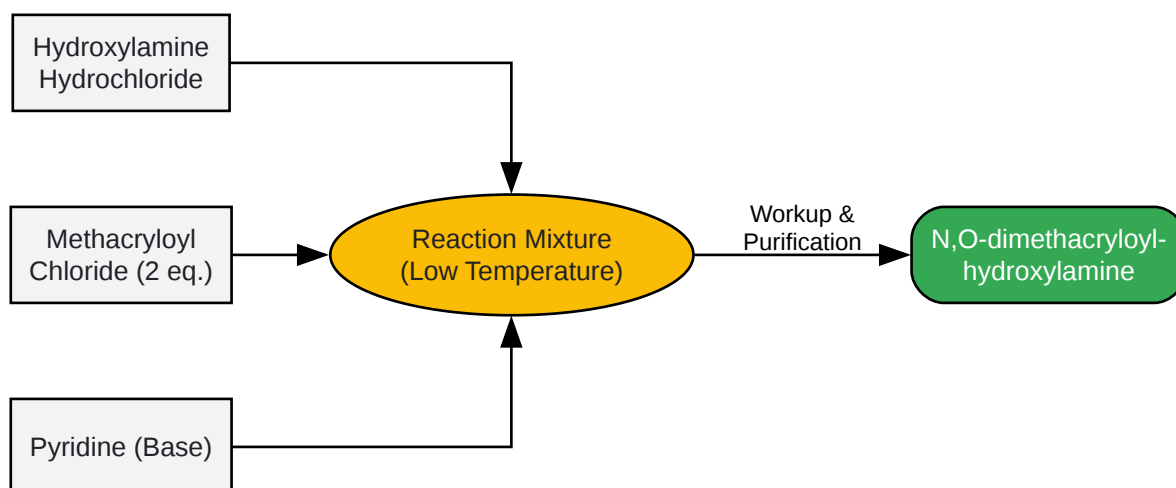 Hydroxylamine
Hydrochloride
Methacryloyl
Chloride (2 eq.)
Pyridine (Base)
Reaction Mixture
(Low Temperature)
Workup &
Purification
N,O-dimethacryloyl-
hydroxylamine